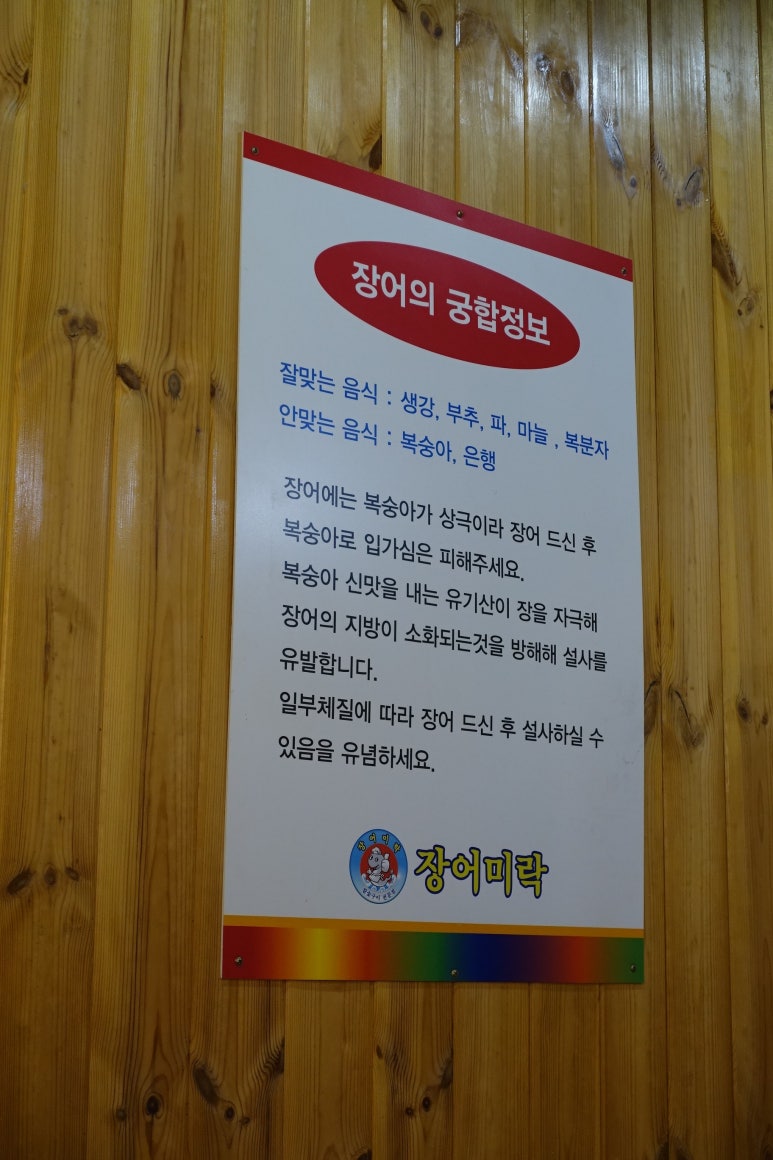 장어의 궁합정보
잘맞는 음식 : 생강, 부추, 파, 마늘 , 복분자
안맞는 음식 : 복숭아, 은행
장어에는 복숭아가 상극이라 장어 드신 후
복숭아로 입가심은 피해주세요.
복숭아 신맛을 내는 유기산이 장을 자극해
장어의 지방이 소화되는것을 방해해 설사를
유발합니다.
일부체질에 따라 장어 드신 후 설사하실 수
있음을 유념하세요.
장어미락
장어미락